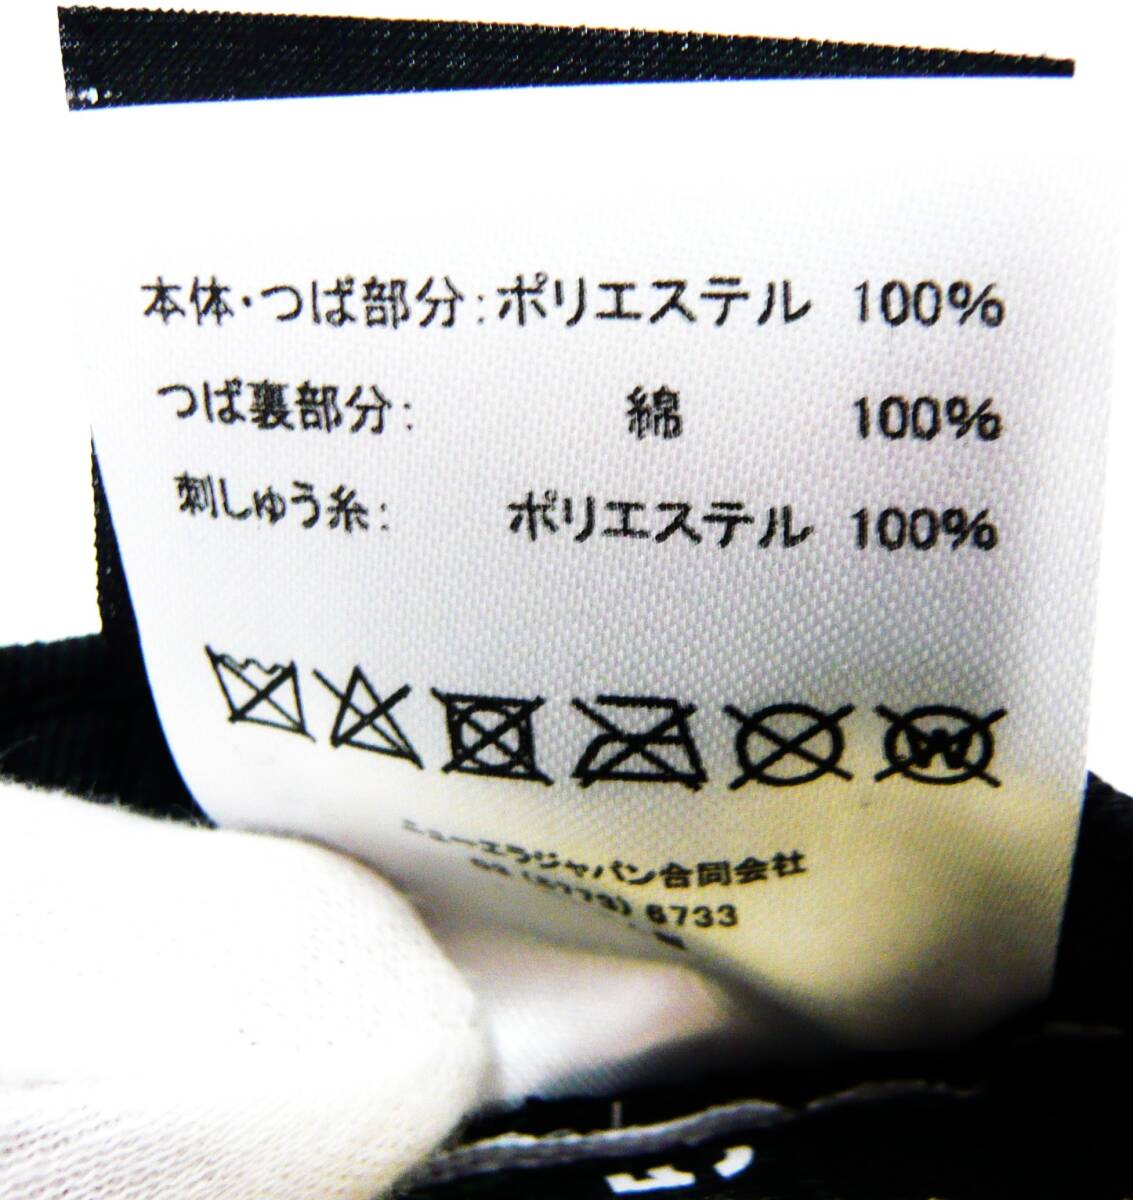 本体・つば部分：ポリエステル 100%
つば裏部分： 綿 100%
刺しゅう糸： ポリエステル 100%
W
ニューエラジャパン合同会社
(5773) 6733